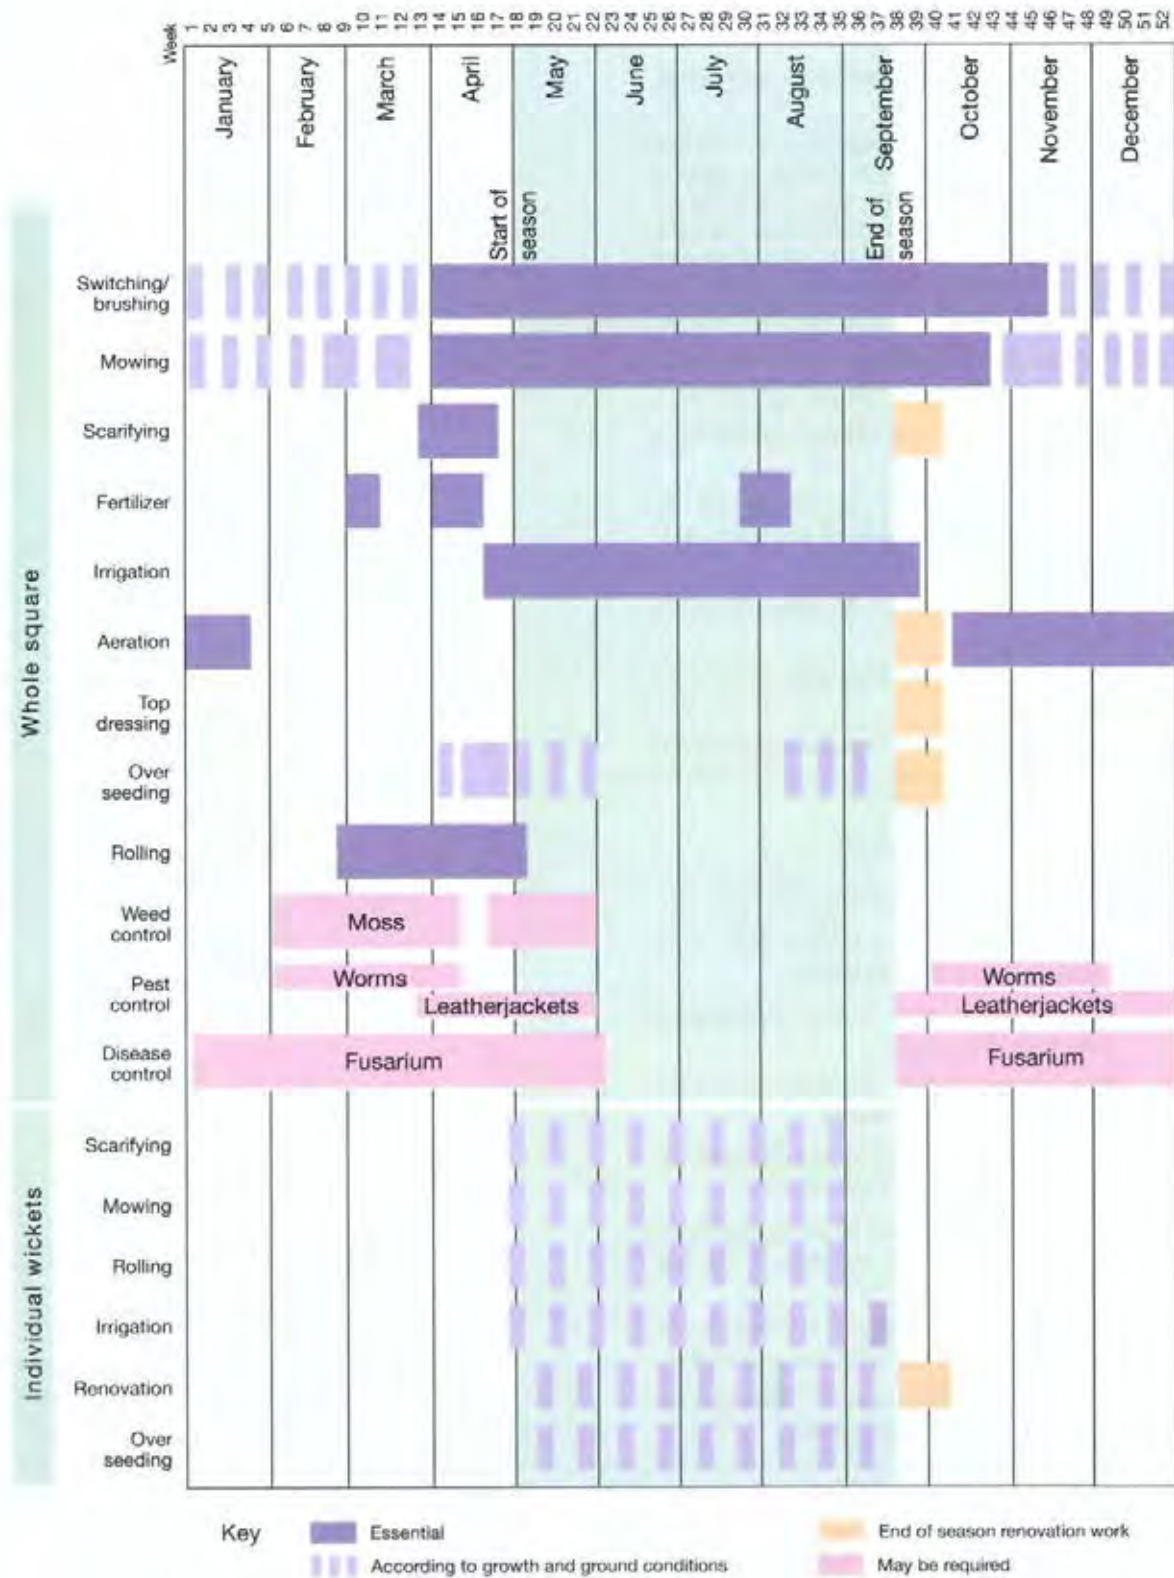 Week 1 2 3 4 5 6 7 8 9 10 11 12 13 14 15 16 17 18 19 20 21 22 23 24 25 26 27 28 29 30 31 32 33 34 35 36 37 38 39 40 41 42 43 44 45 46 47 48 49 50 51 52
January February March April May June July August September October November December
Start of
season
End of
season
Whole square
Switching/
brushing
Mowing
Scarifying
Fertilizer
Irrigation
Aeration
Top
dressing
Over
seeding
Rolling
Weed
control
Moss
Pest
control
Worms
Leatherjackets
Worms
Leatherjackets
Disease
control
Fusarium
Fusarium
Individual wickets
Scarifying
Mowing
Rolling
Irrigation
Renovation
Over
seeding
Key
Essential
According to growth and ground conditions
End of season renovation work
May be required